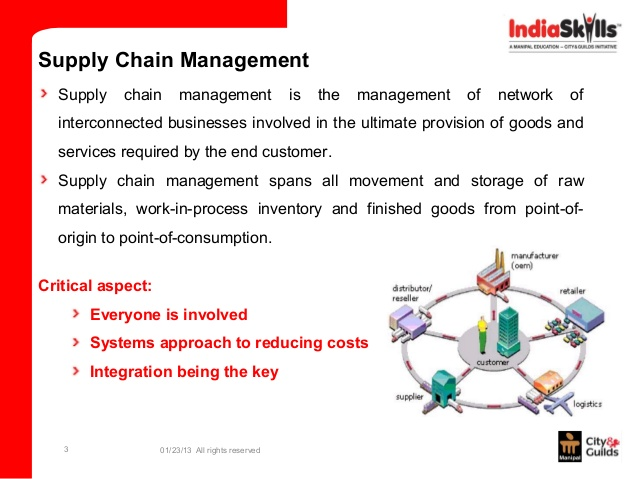 IndiaSkills™
A MANIPAL EDUCATION – CITY&GUILDS INITIATIVE
Supply Chain Management
Supply chain management is the management of network of
interconnected businesses involved in the ultimate provision of goods and
services required by the end customer.
Supply chain management spans all movement and storage of raw
materials, work-in-process inventory and finished goods from point-of-
origin to point-of-consumption.
Critical aspect:
Everyone is involved
Systems approach to reducing costs
Integration being the key
manufacturer
(oem)
distributor/
reseller
retailer
customer
supplier
logistics
3
01/23/13 All rights reserved
Manipal
City&
Guilds